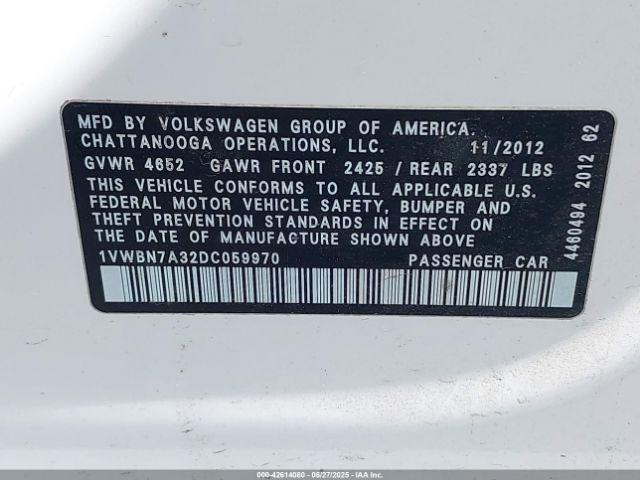 MFD BY VOLKSWAGEN GROUP OF AMERICA.
CHATTANOOGA OPERATIONS, LLC. 11/2012
GVWR 4652 GAWR FRONT 2425 / REAR 2337 LBS
THIS VEHICLE CONFORMS TO ALL APPLICABLE U.S.
FEDERAL MOTOR VEHICLE SAFETY, BUMPER AND
THEFT PREVENTION STANDARDS IN EFFECT ON
THE DATE OF MANUFACTURE SHOWN ABOVE
1VWBN7A32DC059970 PASSENGER CAR
4460494 2012 62
000-42614080 - 06/27/2025 - IAAI.COM